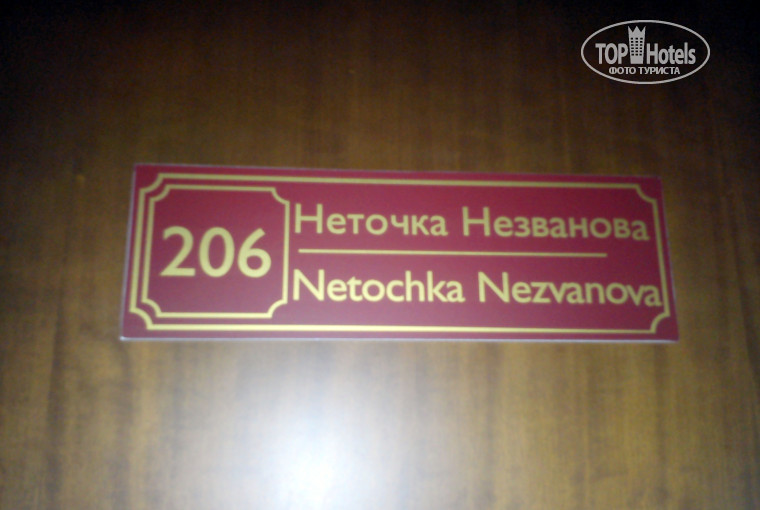 TOP Hotels
ФОТО ТУРИСТА
206
Неточка Незванова
Netochka Nezvanova